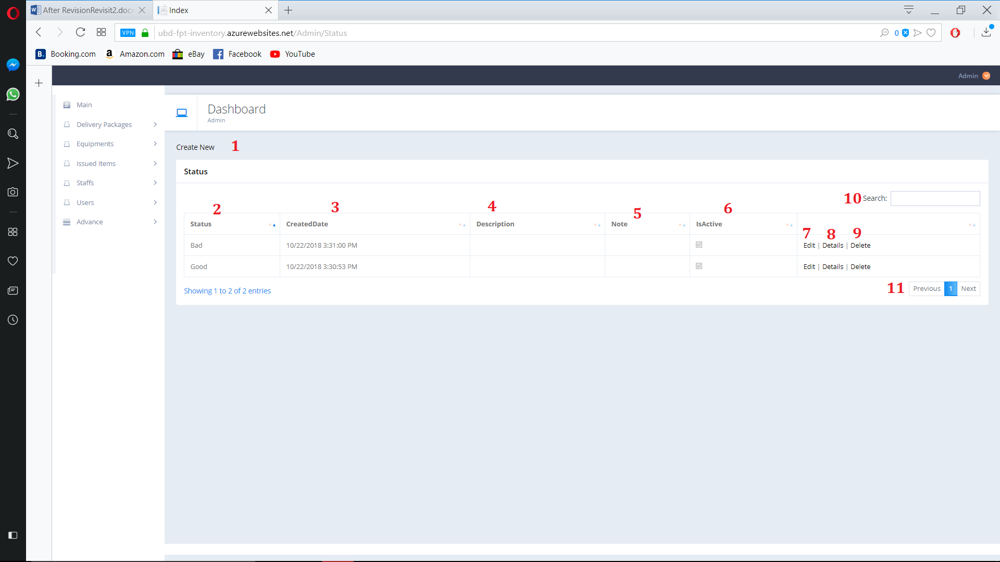 After RevisionRevisit2.docx
Index
VPN
ubd-fpt-inventory.azurewebsites.net/Admin/Status
0
B. Booking.com
a Amazon.com
eBay
Facebook
YouTube
Admin
Main
Delivery Packages
Equipments
Issued Items
Staffs
Users
Advance
Dashboard
Admin
Create New 1
Status
10 Search:
2 3 4 5 6
Status CreatedDate Description Note IsActive
7 8 9
Bad 10/22/2018 3:31:00 PM Edit | Details | Delete
Good 10/22/2018 3:30:53 PM Edit | Details | Delete
Showing 1 to 2 of 2 entries
11 Previous 1 Next